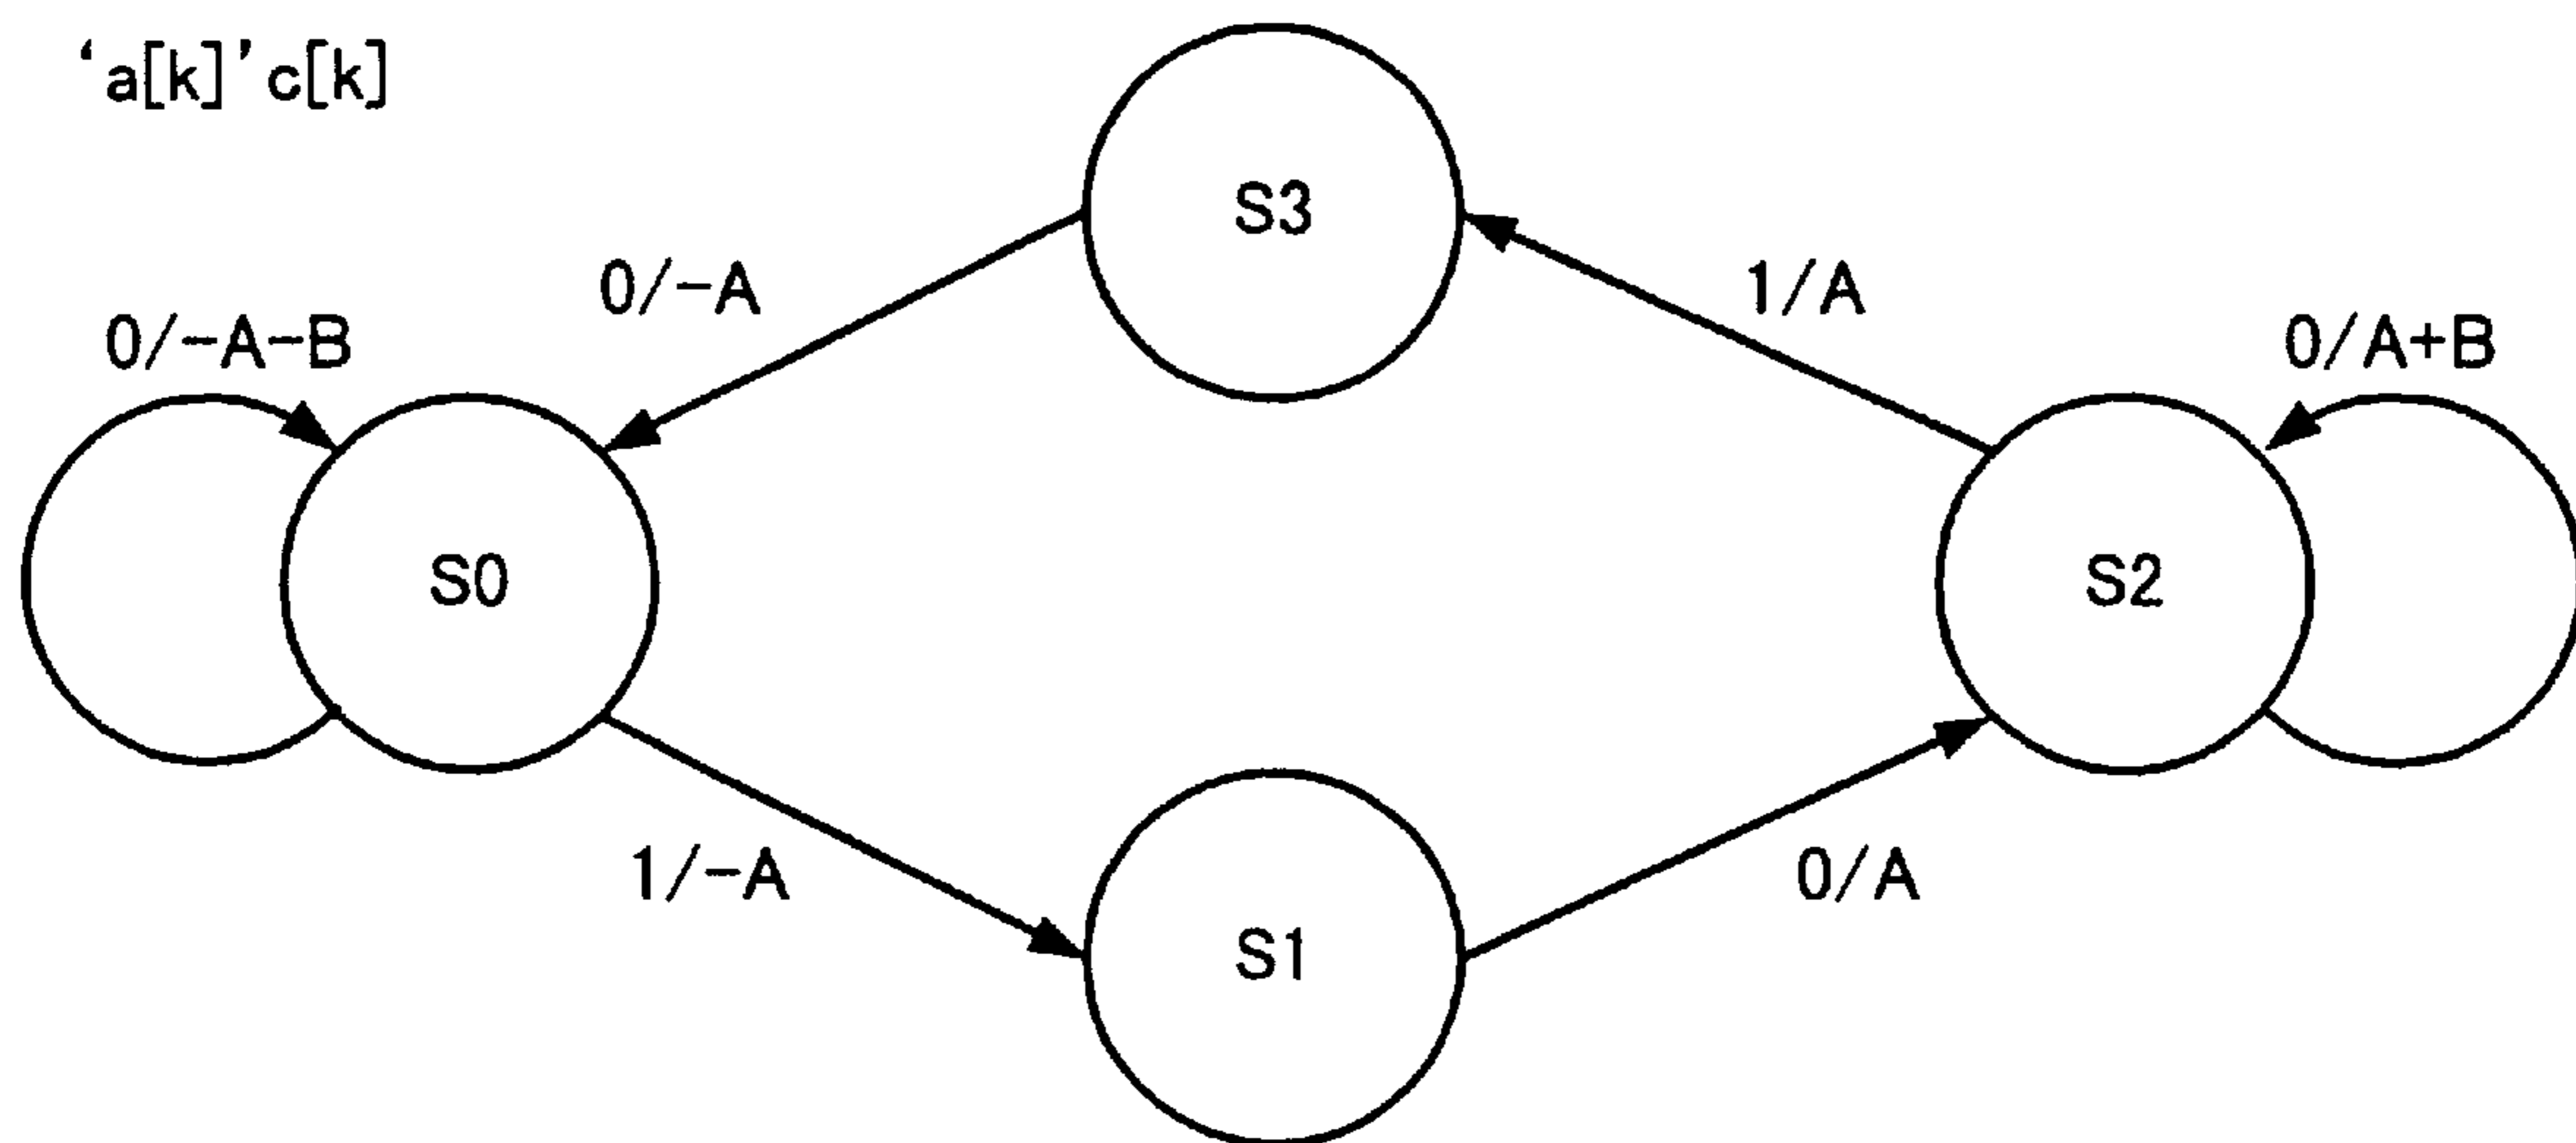 ‘a[k]’c[k]
S3
0/-A
1/A
0/-A-B
0/A+B
S0
S2
1/-A
0/A
S1